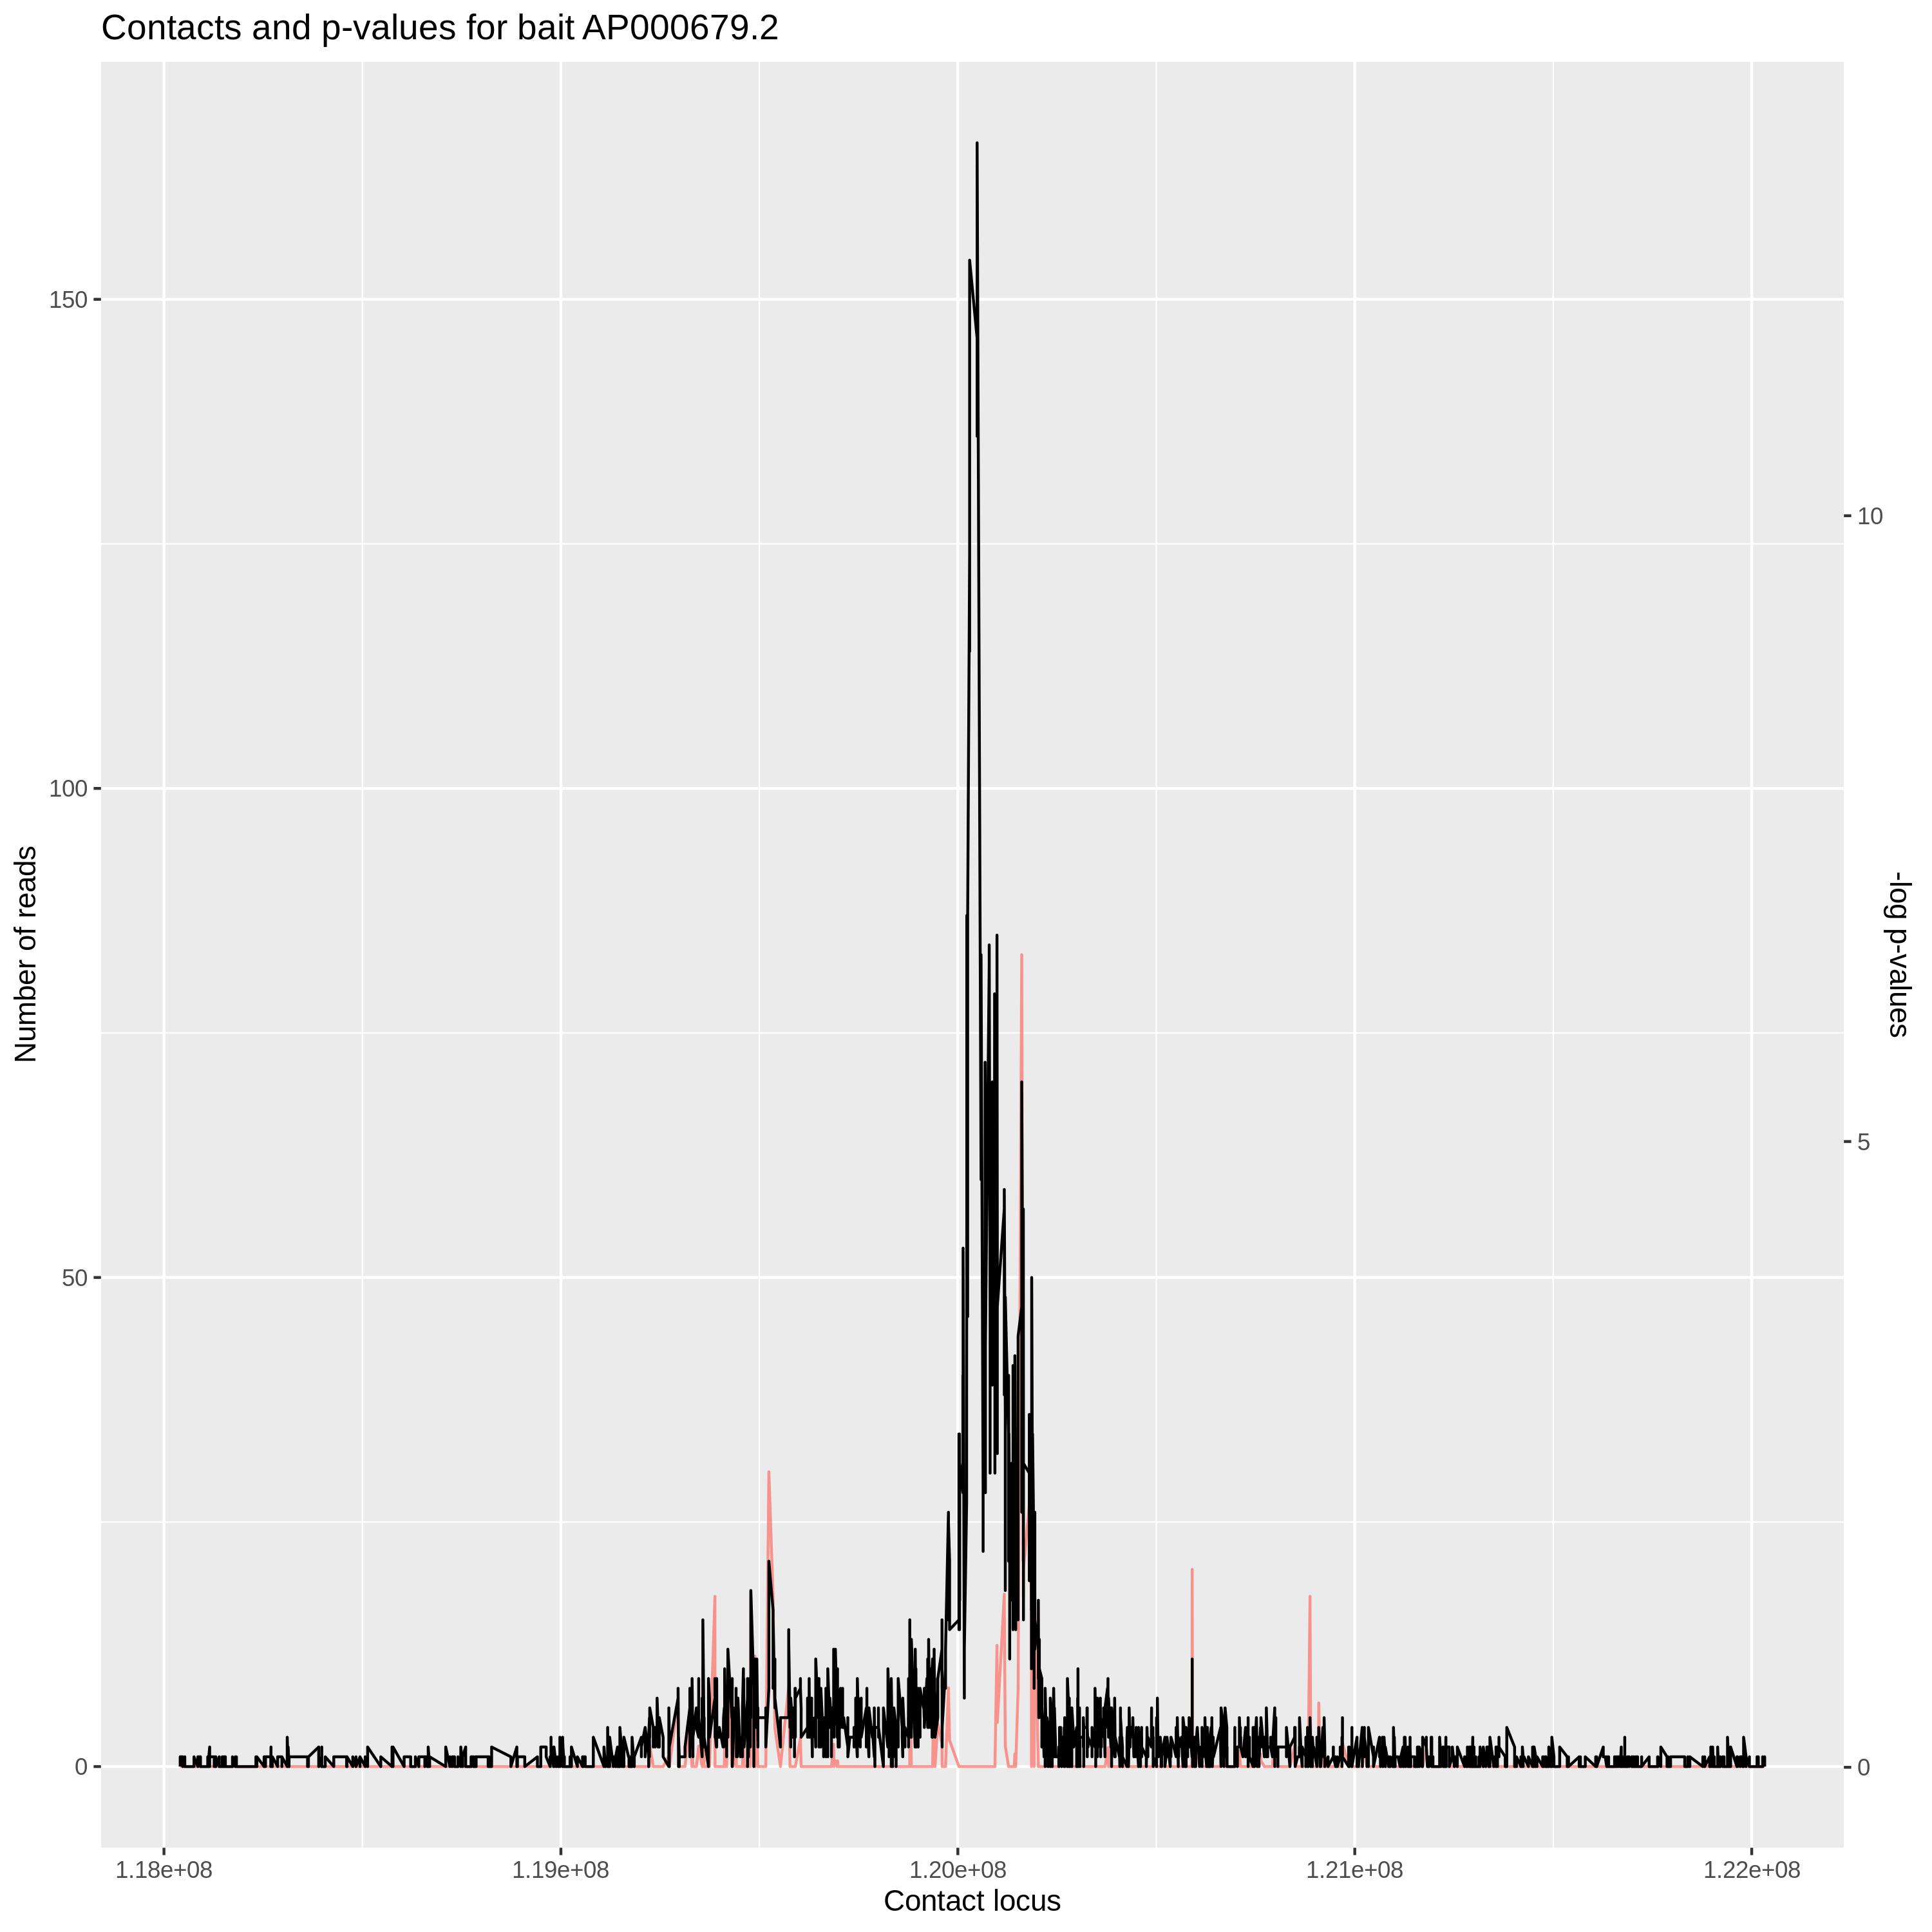 Contacts and p-values for bait AP000679.2
150
100
50
0
Number of reads
10
5
0
-log p-values
1.18e+08
1.19e+08
1.20e+08
1.21e+08
1.22e+08
Contact locus